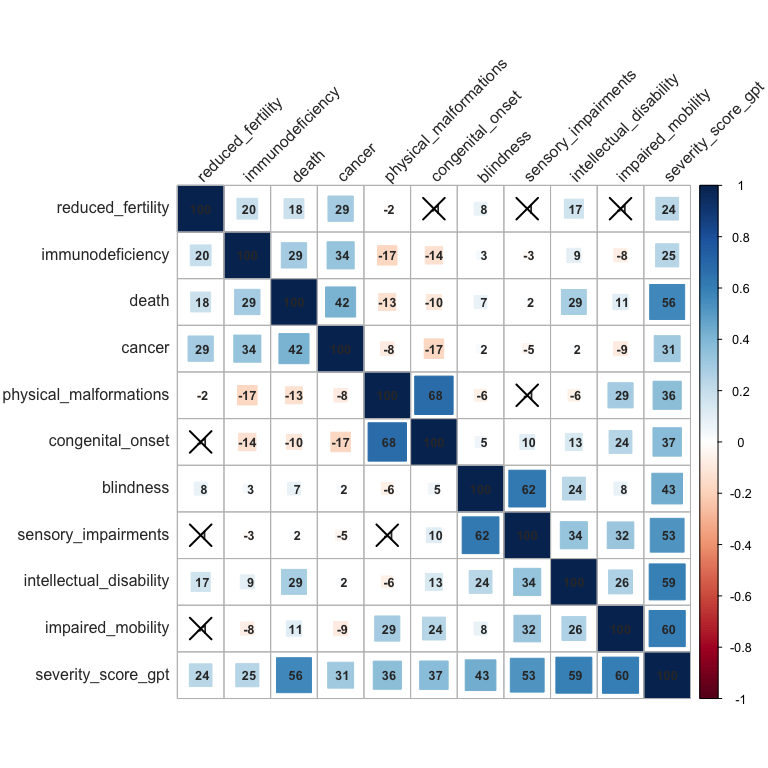 reduced_fertility
immunodeficiency
death
cancer
physical_malformations
congenital_onset
blindness
sensory_impairments
intellectual_disability
impaired_mobility
severity_score_gpt
reduced_fertility 100 20 18 29 -2 8 17 24
immunodeficiency 20 100 29 34 -17 -14 3 -3 9 -8 25
death 18 29 100 42 -13 -10 7 2 29 11 56
cancer 29 34 42 100 -8 -17 2 -5 2 -9 31
physical_malformations -2 -17 -13 -8 100 68 -6 -6 29 36
congenital_onset -14 -10 -17 68 100 5 10 13 24 37
blindness 8 3 7 2 -6 5 100 62 24 8 43
sensory_impairments -3 2 -5 10 62 100 34 32 53
intellectual_disability 17 9 29 2 -6 13 24 34 100 26 59
impaired_mobility -8 11 -9 29 24 8 32 26 100 60
severity_score_gpt 24 25 56 31 36 37 43 53 59 60 100
1
0.8
0.6
0.4
0.2
0
-0.2
-0.4
-0.6
-0.8
-1